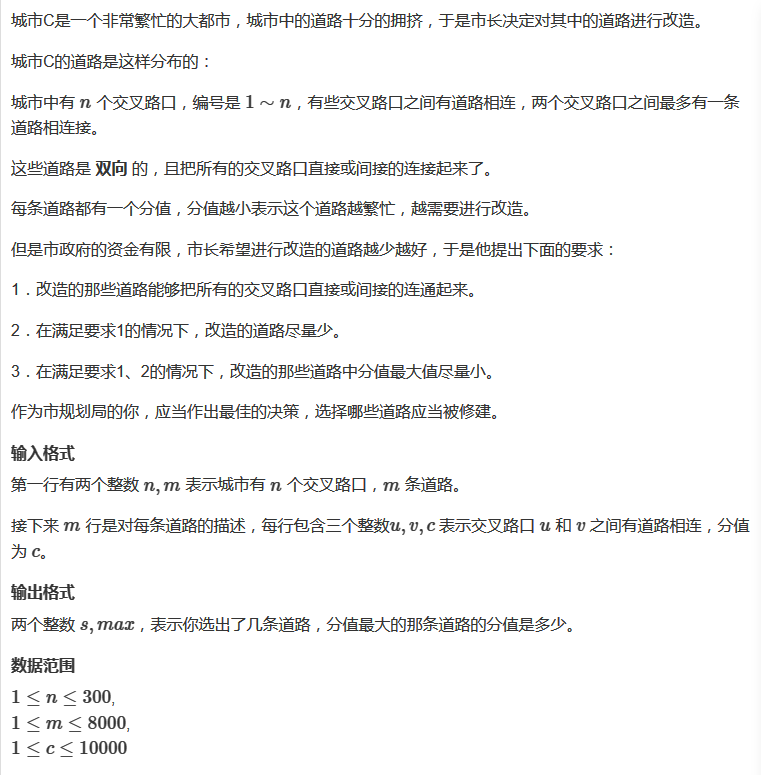 城市C是一个非常繁忙的大都市，城市中的道路十分的拥挤，于是市长决定对其中的道路进行改造。
城市C的道路是这样分布的：
城市中有 n 个交叉路口，编号是 1 ∼ n，有些交叉路口之间有道路相连，两个交叉路口之间最多有一条
道路相连接。
这些道路是 双向 的，且把所有的交叉路口直接或间接的连接起来了。
每条道路都有一个分值，分值越小表示这个道路越繁忙，越需要进行改造。
但是市政府的资金有限，市长希望进行改造的道路越少越好，于是他提出下面的要求：
1．改造的那些道路能够把所有的交叉路口直接或间接的连通起来。
2．在满足要求1的情况下，改造的道路尽量少。
3．在满足要求1、2的情况下，改造的那些道路中分值最大值尽量小。
作为市规划局的你，应当作出最佳的决策，选择哪些道路应当被修建。
输入格式
第一行有两个整数 n, m 表示城市有 n 个交叉路口，m 条道路。
接下来 m 行是对每条道路的描述，每行包含三个整数u, v, c 表示交叉路口 u 和 v 之间有道路相连，分值
为 c。
输出格式
两个整数 s, max，表示你选出了几条道路，分值最大的那条道路的分值是多少。
数据范围
1 ≤ n ≤ 300,
1 ≤ m ≤ 8000,
1 ≤ c ≤ 10000